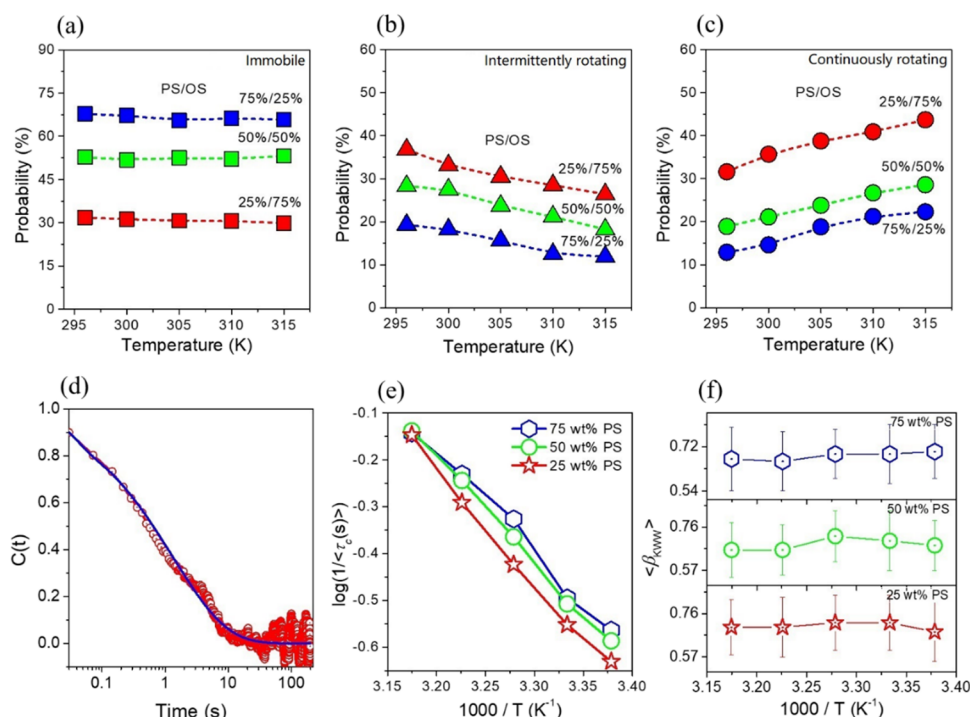 (a)
(b)
(c)
90
75
60
45
30
15
0
Probability (%)
Immobile
PS/OS
75%/25%
50%/50%
25%/75%
295 300 305 310 315
Temperature (K)
60
50
40
30
20
10
0
Probability (%)
Intermittently rotating
PS/OS
25%/75%
50%/50%
75%/25%
295 300 305 310 315
Temperature (K)
60
50
40
30
20
10
0
Probability (%)
Continuously rotating
PS/OS
25%/75%
50%/50%
75%/25%
295 300 305 310 315
Temperature (K)
(d)
(e)
(f)
1.0
0.8
0.6
0.4
0.2
0.0
C(t)
0.1 1 10 100
Time (s)
-0.1
-0.2
-0.3
-0.4
-0.5
-0.6
log(1/<τc(s)>)
75 wt% PS
50 wt% PS
25 wt% PS
3.15 3.20 3.25 3.30 3.35 3.40
1000 / T (K⁻¹)
0.72
0.54
75 wt% PS
0.76
0.57
50 wt% PS
0.76
0.57
25 wt% PS
<βKWW>
3.15 3.20 3.25 3.30 3.35 3.40
1000 / T (K⁻¹)